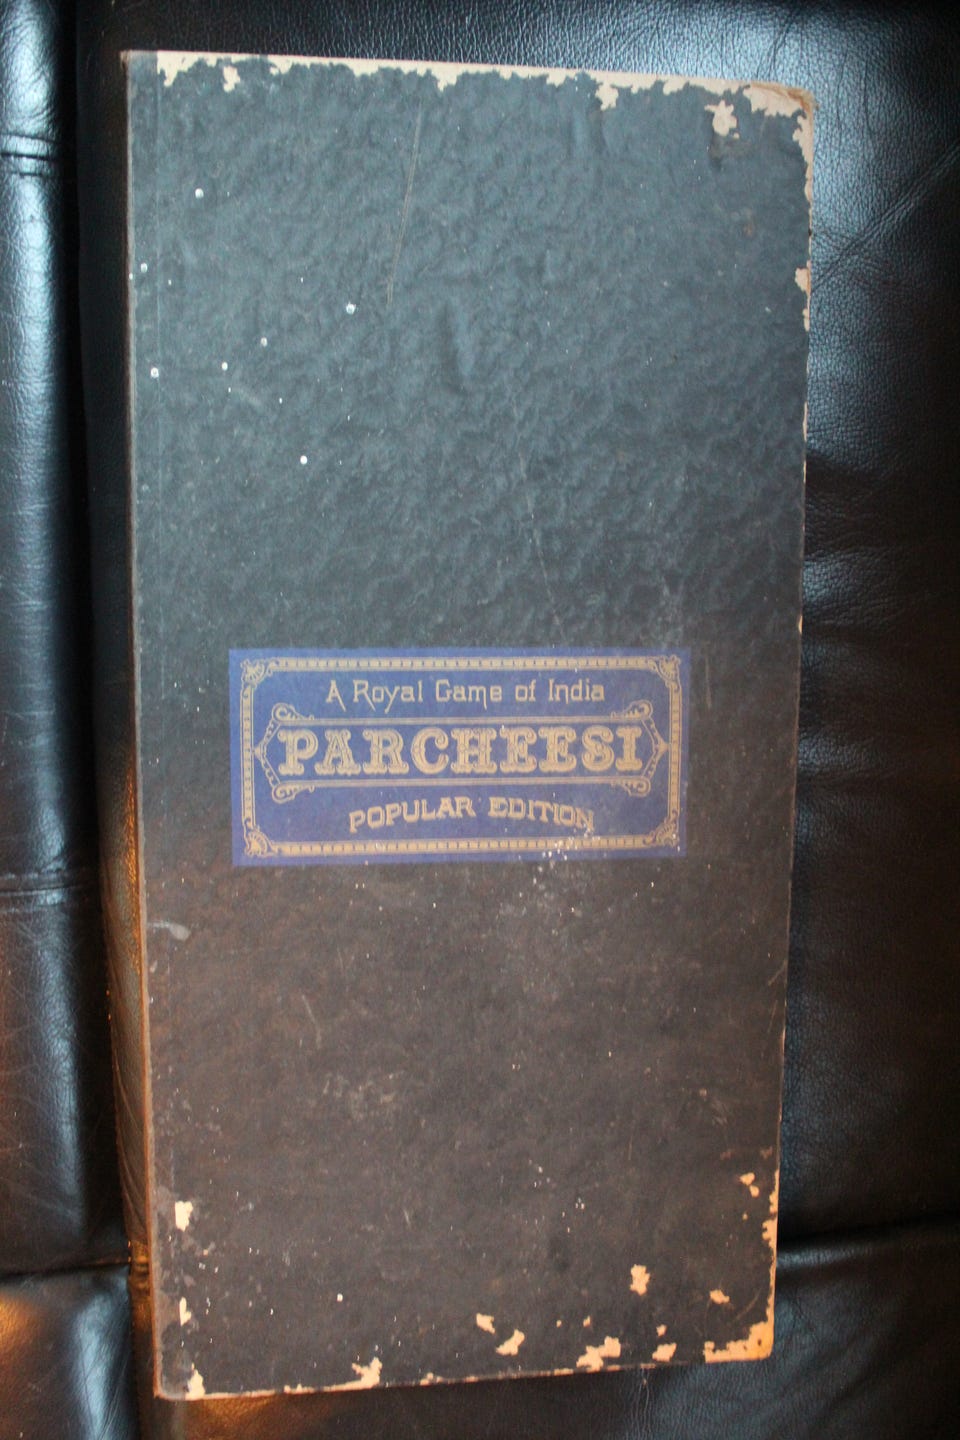 A Royal Game of India
PARCHEESI
POPULAR EDITION